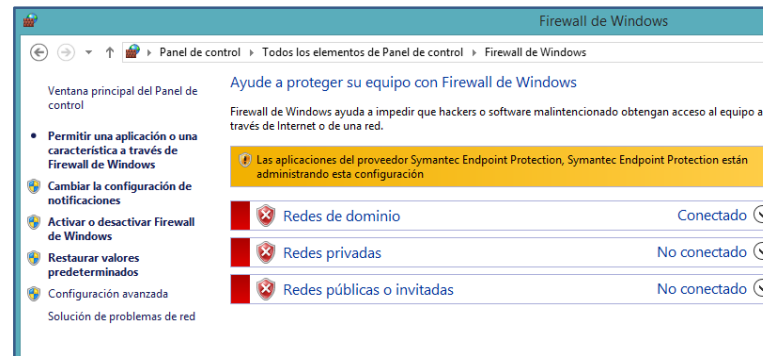 Firewall de Windows
Panel de control Todos los elementos de Panel de control Firewall de Windows
Ventana principal del Panel de
control
Permitir una aplicación o una
característica a través de
Firewall de Windows
Cambiar la configuración de
notificaciones
Activar o desactivar Firewall
de Windows
Restaurar valores
predeterminados
Configuración avanzada
Solución de problemas de red
Ayude a proteger su equipo con Firewall de Windows
Firewall de Windows ayuda a impedir que hackers o software malintencionado obtengan acceso al equipo a
través de Internet o de una red.
Las aplicaciones del proveedor Symantec Endpoint Protection, Symantec Endpoint Protection están
administrando esta configuración
Redes de dominio Conectado
Redes privadas No conectado
Redes públicas o invitadas No conectado